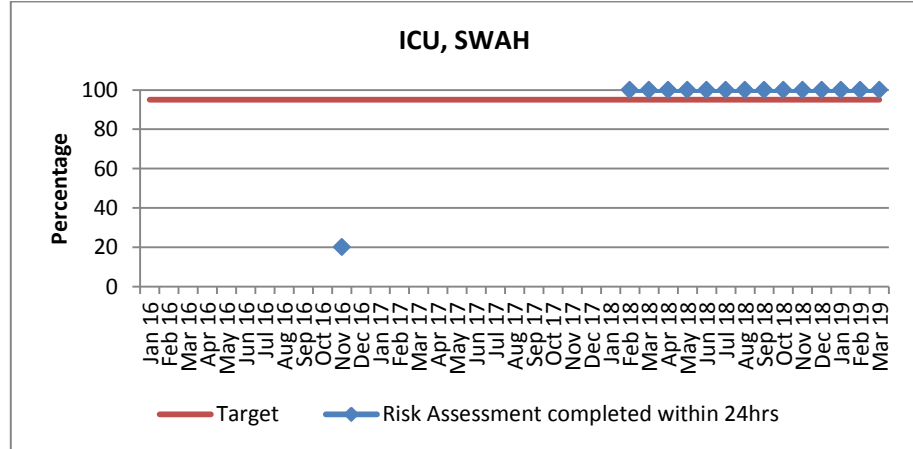 ICU, SWAH
Percentage
100
80
60
40
20
0
Jan 16
Feb 16
Mar 16
Apr 16
May 16
Jun 16
Jul 16
Aug 16
Sep 16
Oct 16
Nov 16
Dec 16
Jan 17
Feb 17
Mar 17
Apr 17
May 17
Jun 17
Jul 17
Aug 17
Sep 17
Oct 17
Nov 17
Dec 17
Jan 18
Feb 18
Mar 18
Apr 18
May 18
Jun 18
Jul 18
Aug 18
Sep 18
Oct 18
Nov 18
Dec 18
Jan 19
Feb 19
Mar 19
Target
Risk Assessment completed within 24hrs